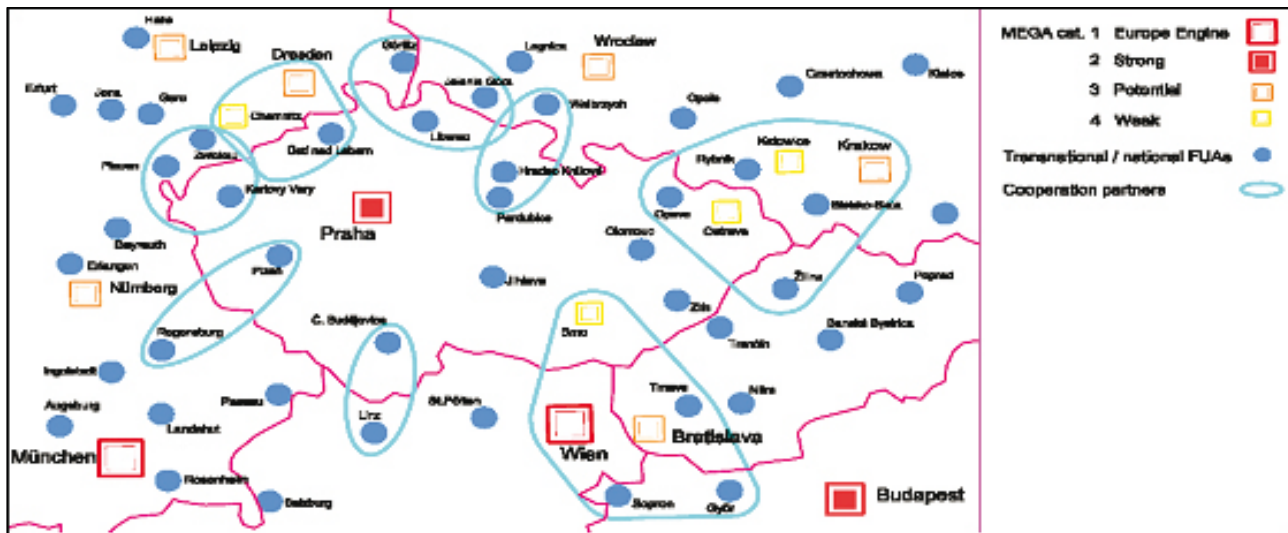 Halle
Leipzig
Dresden
Görlitz
Legnica
Wroclaw
Jelenia Góra
Czestochowa
Kielce
Erfurt
Jena
Gera
Chemnitz
Walbrzych
Opole
Zwickau
Usti nad Labem
Liberec
Plauen
Karlovy Vary
Hradec Králové
Pardubice
Rybnik
Katowice
Krakow
Opava
Ostrava
Bielsko-Biala
Praha
Bayreuth
Erlangen
Nürnberg
Plzeň
Olomouc
Jihlava
Žilina
Poprad
Zlín
Trenčín
Banská Bystrica
Regensburg
Č. Budějovice
Brno
Ingolstadt
Augsburg
Passau
Landshut
Linz
St.Pölten
Trnava
Nitra
München
Wien
Bratislava
Rosenheim
Salzburg
Sopron
Győr
Budapest
MEGA cat. 1 Europe Engine
2 Strong
3 Potential
4 Weak
Transnational / national FUAs
Cooperation partners